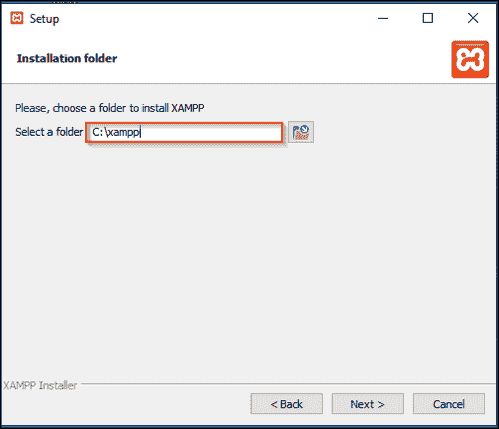 Setup
Installation folder
Please, choose a folder to install XAMPP
Select a folder C:\xampp
XAMPP Installer
< Back Next > Cancel